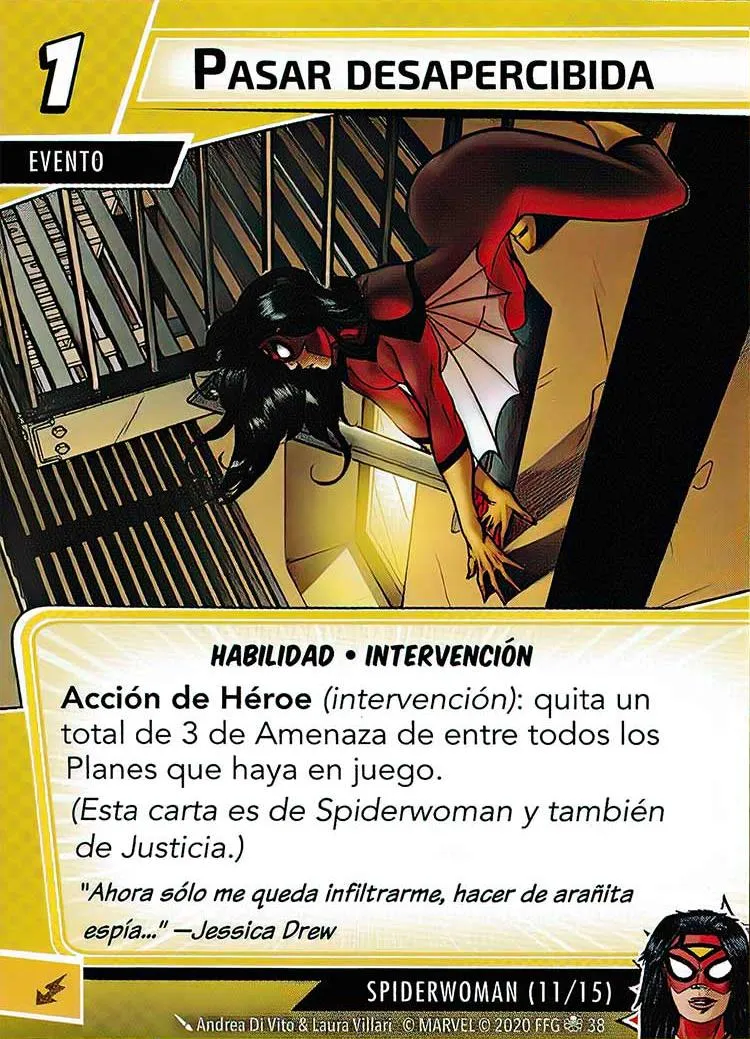 1
PASAR DESAPERCIBIDA
EVENTO
HABILIDAD • INTERVENCIÓN
Acción de Héroe (intervención): quita un
total de 3 de Amenaza de entre todos los
Planes que haya en juego.
(Esta carta es de Spiderwoman y también
de Justicia.)
"Ahora sólo me queda infiltrarme, hacer de arañita
espía..." —Jessica Drew
SPIDERWOMAN (11/15)
Andrea Di Vito & Laura Villari © MARVEL © 2020 FFG 38